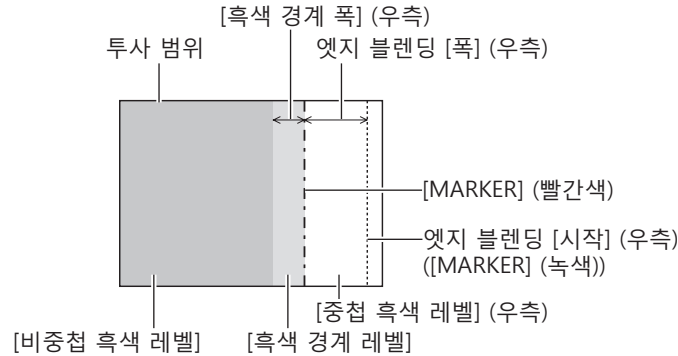 [흑색 경계 폭] (우측)
투사 범위
엣지 블렌딩 [폭] (우측)
[MARKER] (빨간색)
엣지 블렌딩 [시작] (우측)
([MARKER] (녹색))
[중첩 흑색 레벨] (우측)
[비중첩 흑색 레벨]
[흑색 경계 레벨]